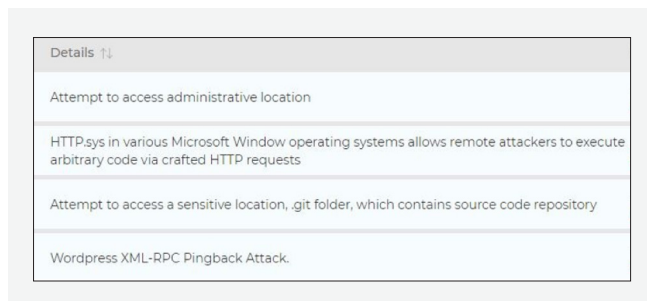 Details ↑↓
Attempt to access administrative location
HTTP.sys in various Microsoft Window operating systems allows remote attackers to execute
arbitrary code via crafted HTTP requests
Attempt to access a sensitive location, .git folder, which contains source code repository
Wordpress XML-RPC Pingback Attack.